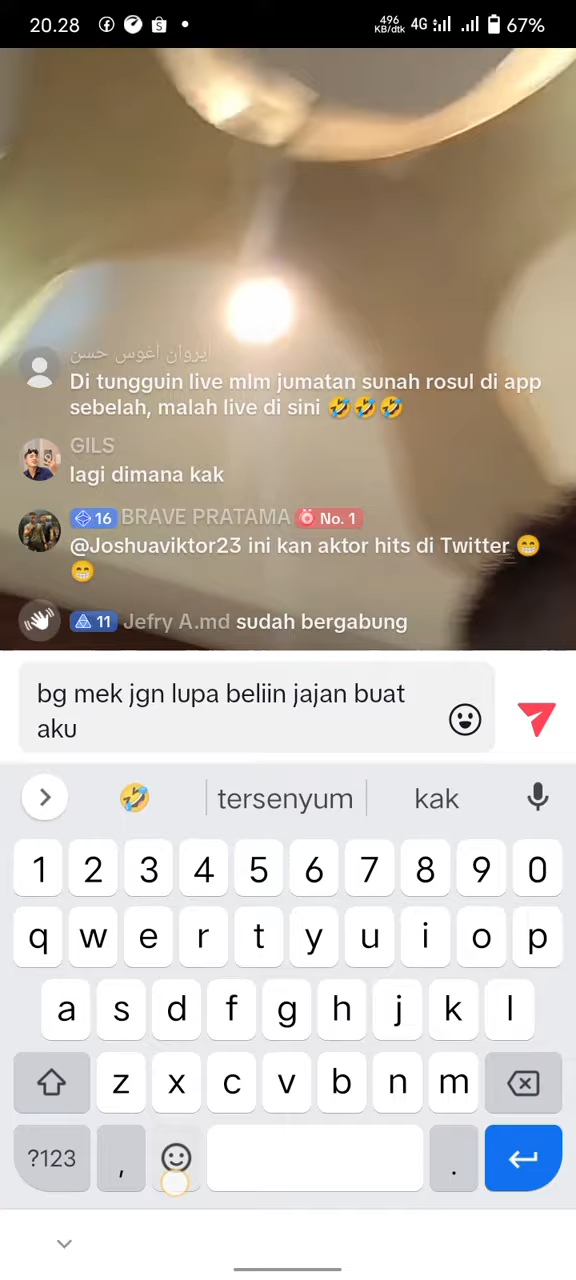 20.28 496 KB/dtk 4G 67%
ايروان اغوس حسن
Di tungguin live mlm jumatan sunah rosul di app
sebelah, malah live di sini 🤣🤣🤣
GILS
lagi dimana kak
16 BRAVE PRATAMA No. 1
@Joshuaviktor23 ini kan aktor hits di Twitter 😁
😁
11 Jefry A.md sudah bergabung
bg mek jgn lupa beliin jajan buat
aku
🤣 tersenyum kak
1 2 3 4 5 6 7 8 9 0
q w e r t y u i o p
a s d f g h j k l
z x c v b n m
?123 , .